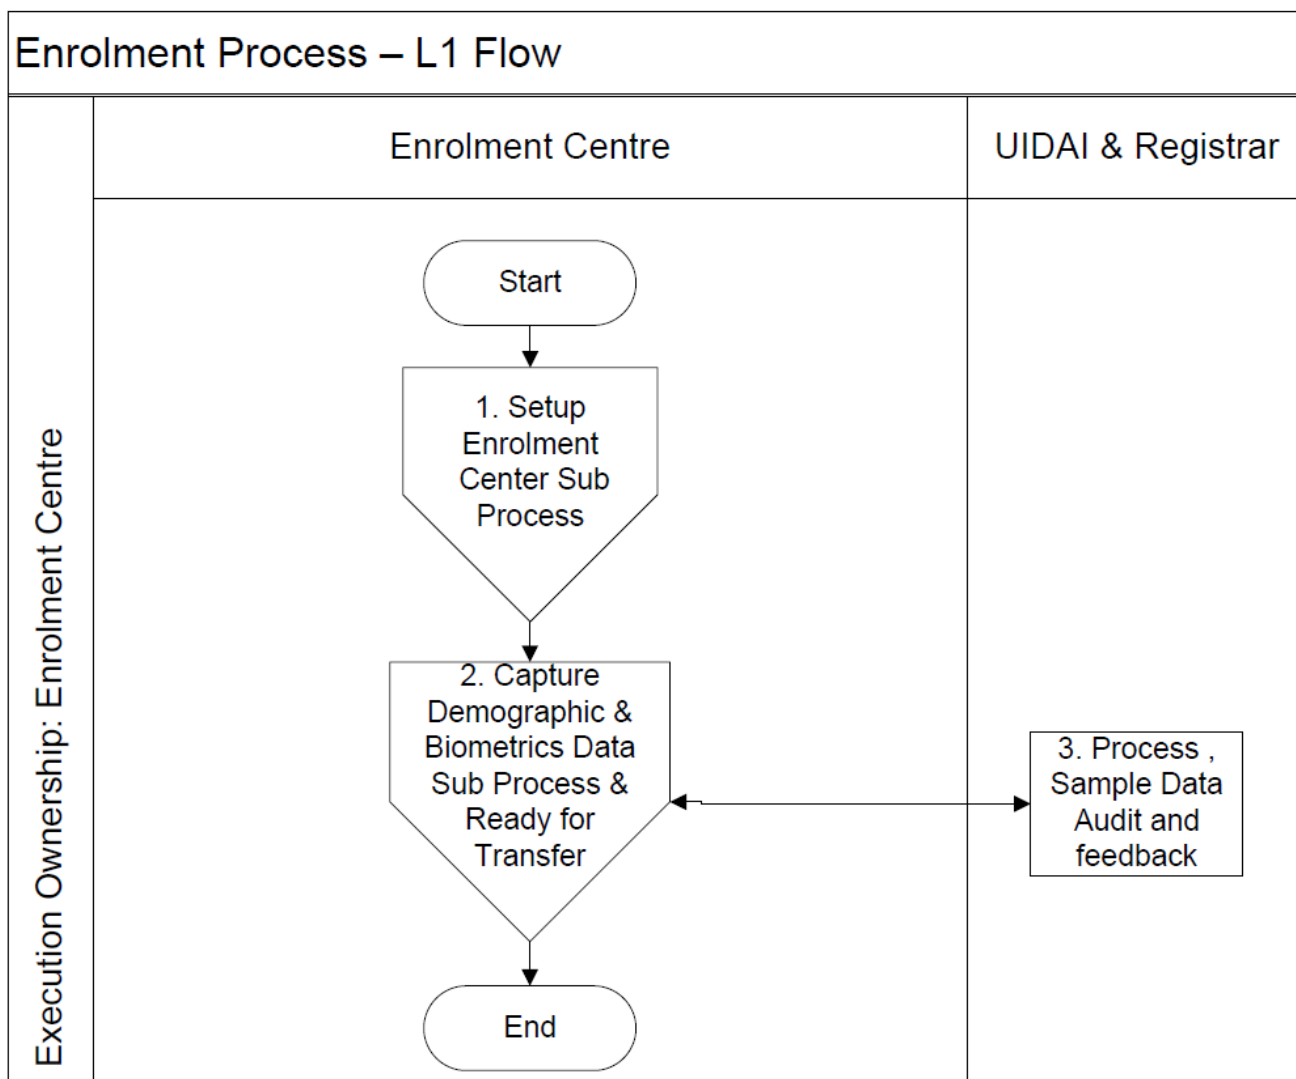 Enrolment Process – L1 Flow
Enrolment Centre
UIDAI & Registrar
Execution Ownership: Enrolment Centre
Start
1. Setup
Enrolment
Center Sub
Process
2. Capture
Demographic &
Biometrics Data
Sub Process &
Ready for
Transfer
3. Process ,
Sample Data
Audit and
feedback
End